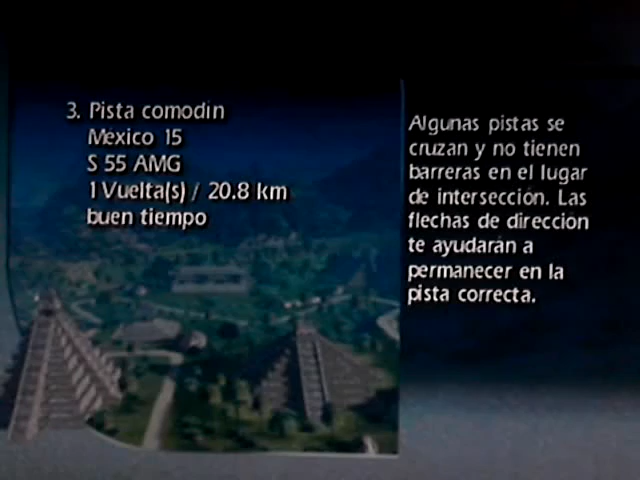 3. Pista comodin
Mexico 15
S 55 AMG
1 Vuelta(s) / 20.8 km
buen tiempo
Algunas pistas se
cruzan y no tienen
barreras en el lugar
de intersección. Las
flechas de dirección
te ayudarán a
permanecer en la
pista correcta.